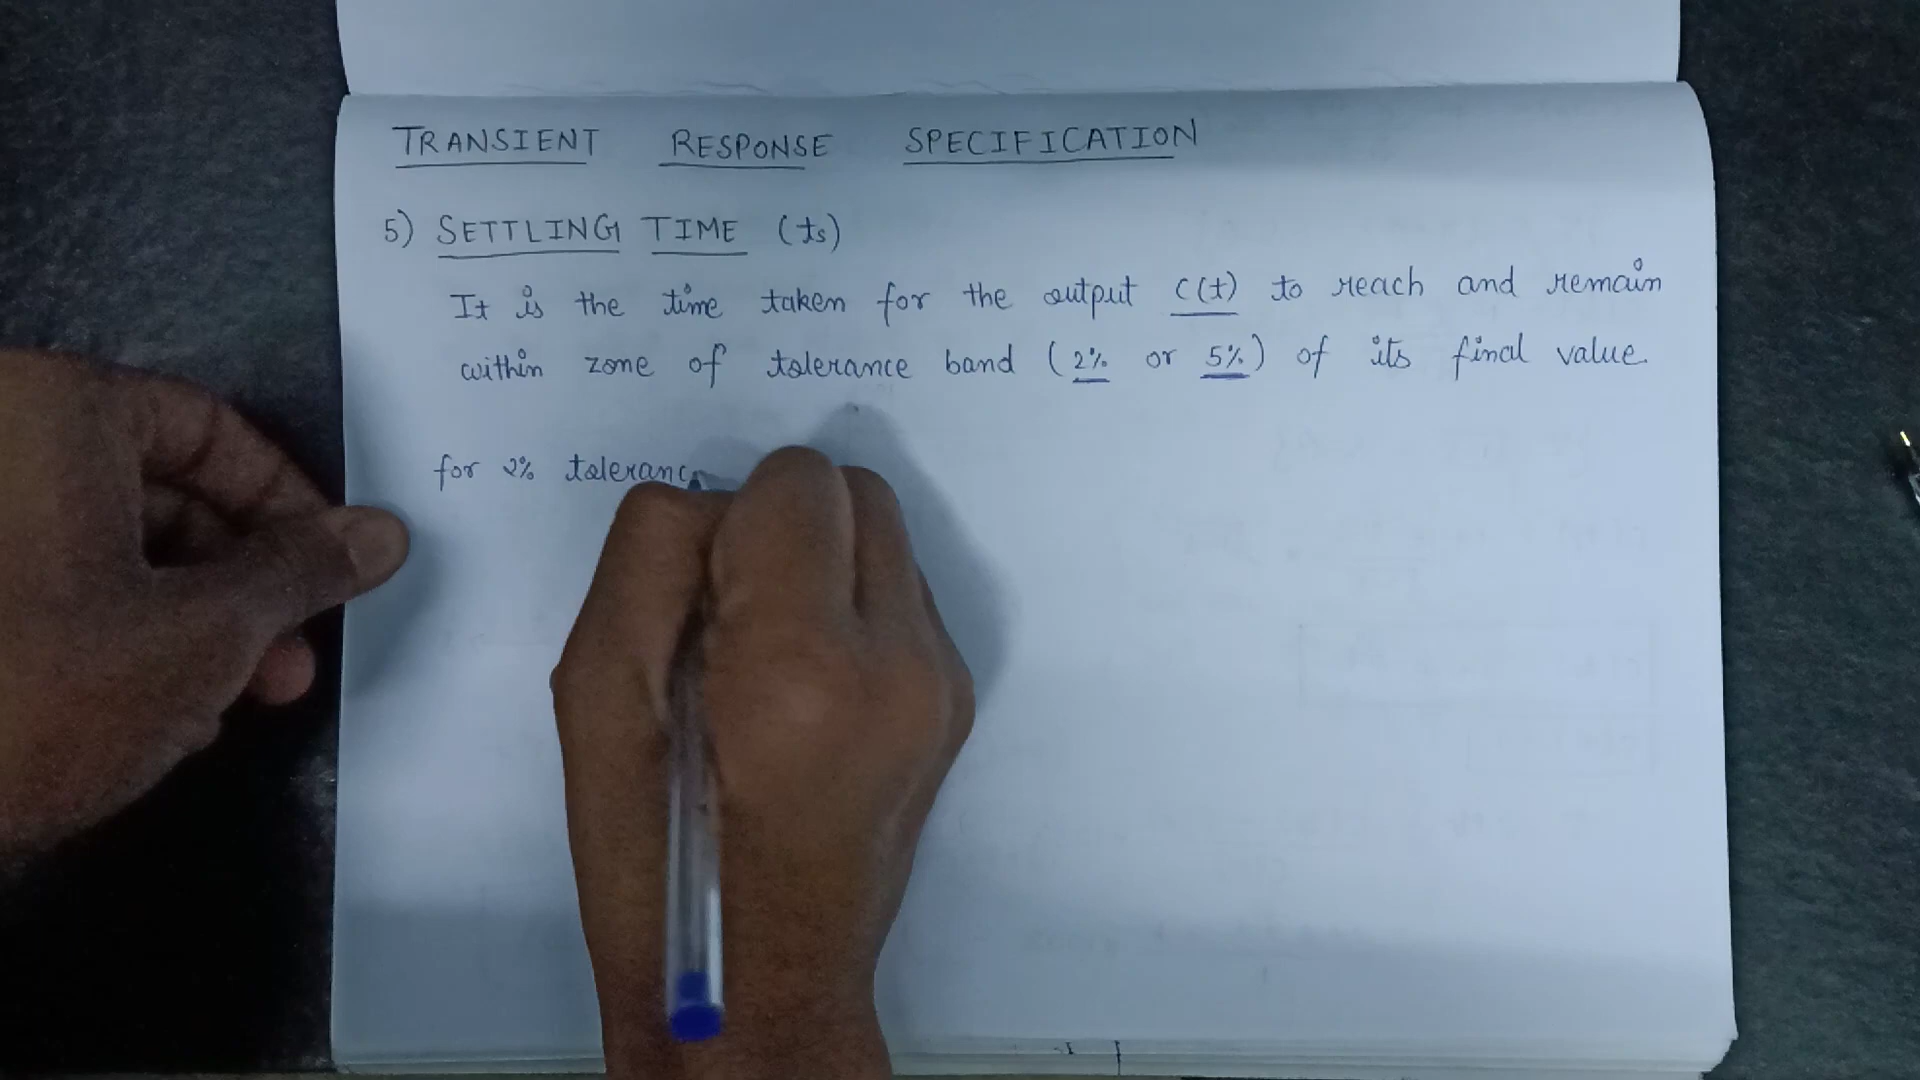 TRANSIENT RESPONSE SPECIFICATION
5) SETTLING TIME (ts)
It is the time taken for the output c(t) to reach and remain
within zone of tolerance band (2% or 5%) of its final value.
for 2% toleranc